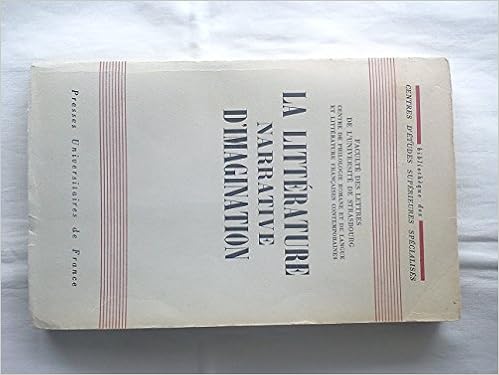 bibliothèque des
CENTRES D'ÉTUDES SUPÉRIEURES SPÉCIALISÉS
FACULTÉ DES LETTRES
DE L'UNIVERSITÉ DE STRASBOURG
CENTRE DE PHILOLOGIE ROMANE ET DE LANGUE
ET LITTÉRATURE FRANÇAISES CONTEMPORAINES
LA LITTÉRATURE
NARRATIVE
D'IMAGINATION
Presses Universitaires de France